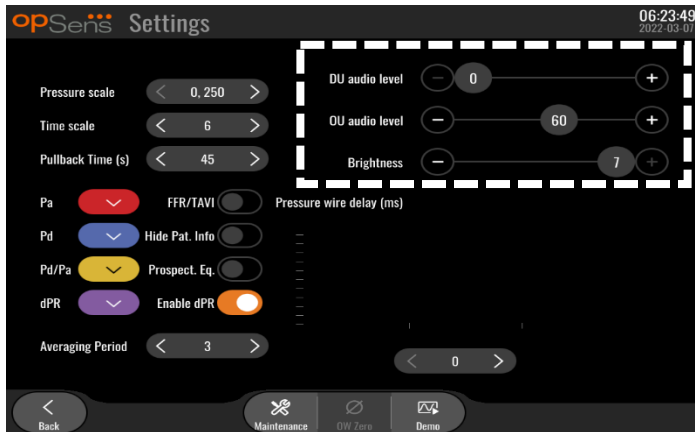 opSens Settings
06:23:49
2022-03-07
DU audio level − 0 +
Pressure scale < 0, 250 >
OU audio level − 60 +
Time scale < 6 >
Brightness − 7 +
Pullback Time (s) < 45 >
Pa FFR/TAVI Pressure wire delay (ms)
Pd Hide Pat. Info
Pd/Pa Prospect. Eq.
dPR Enable dPR
Averaging Period < 3 >
< 0 >
Back Maintenance OW Zero Demo